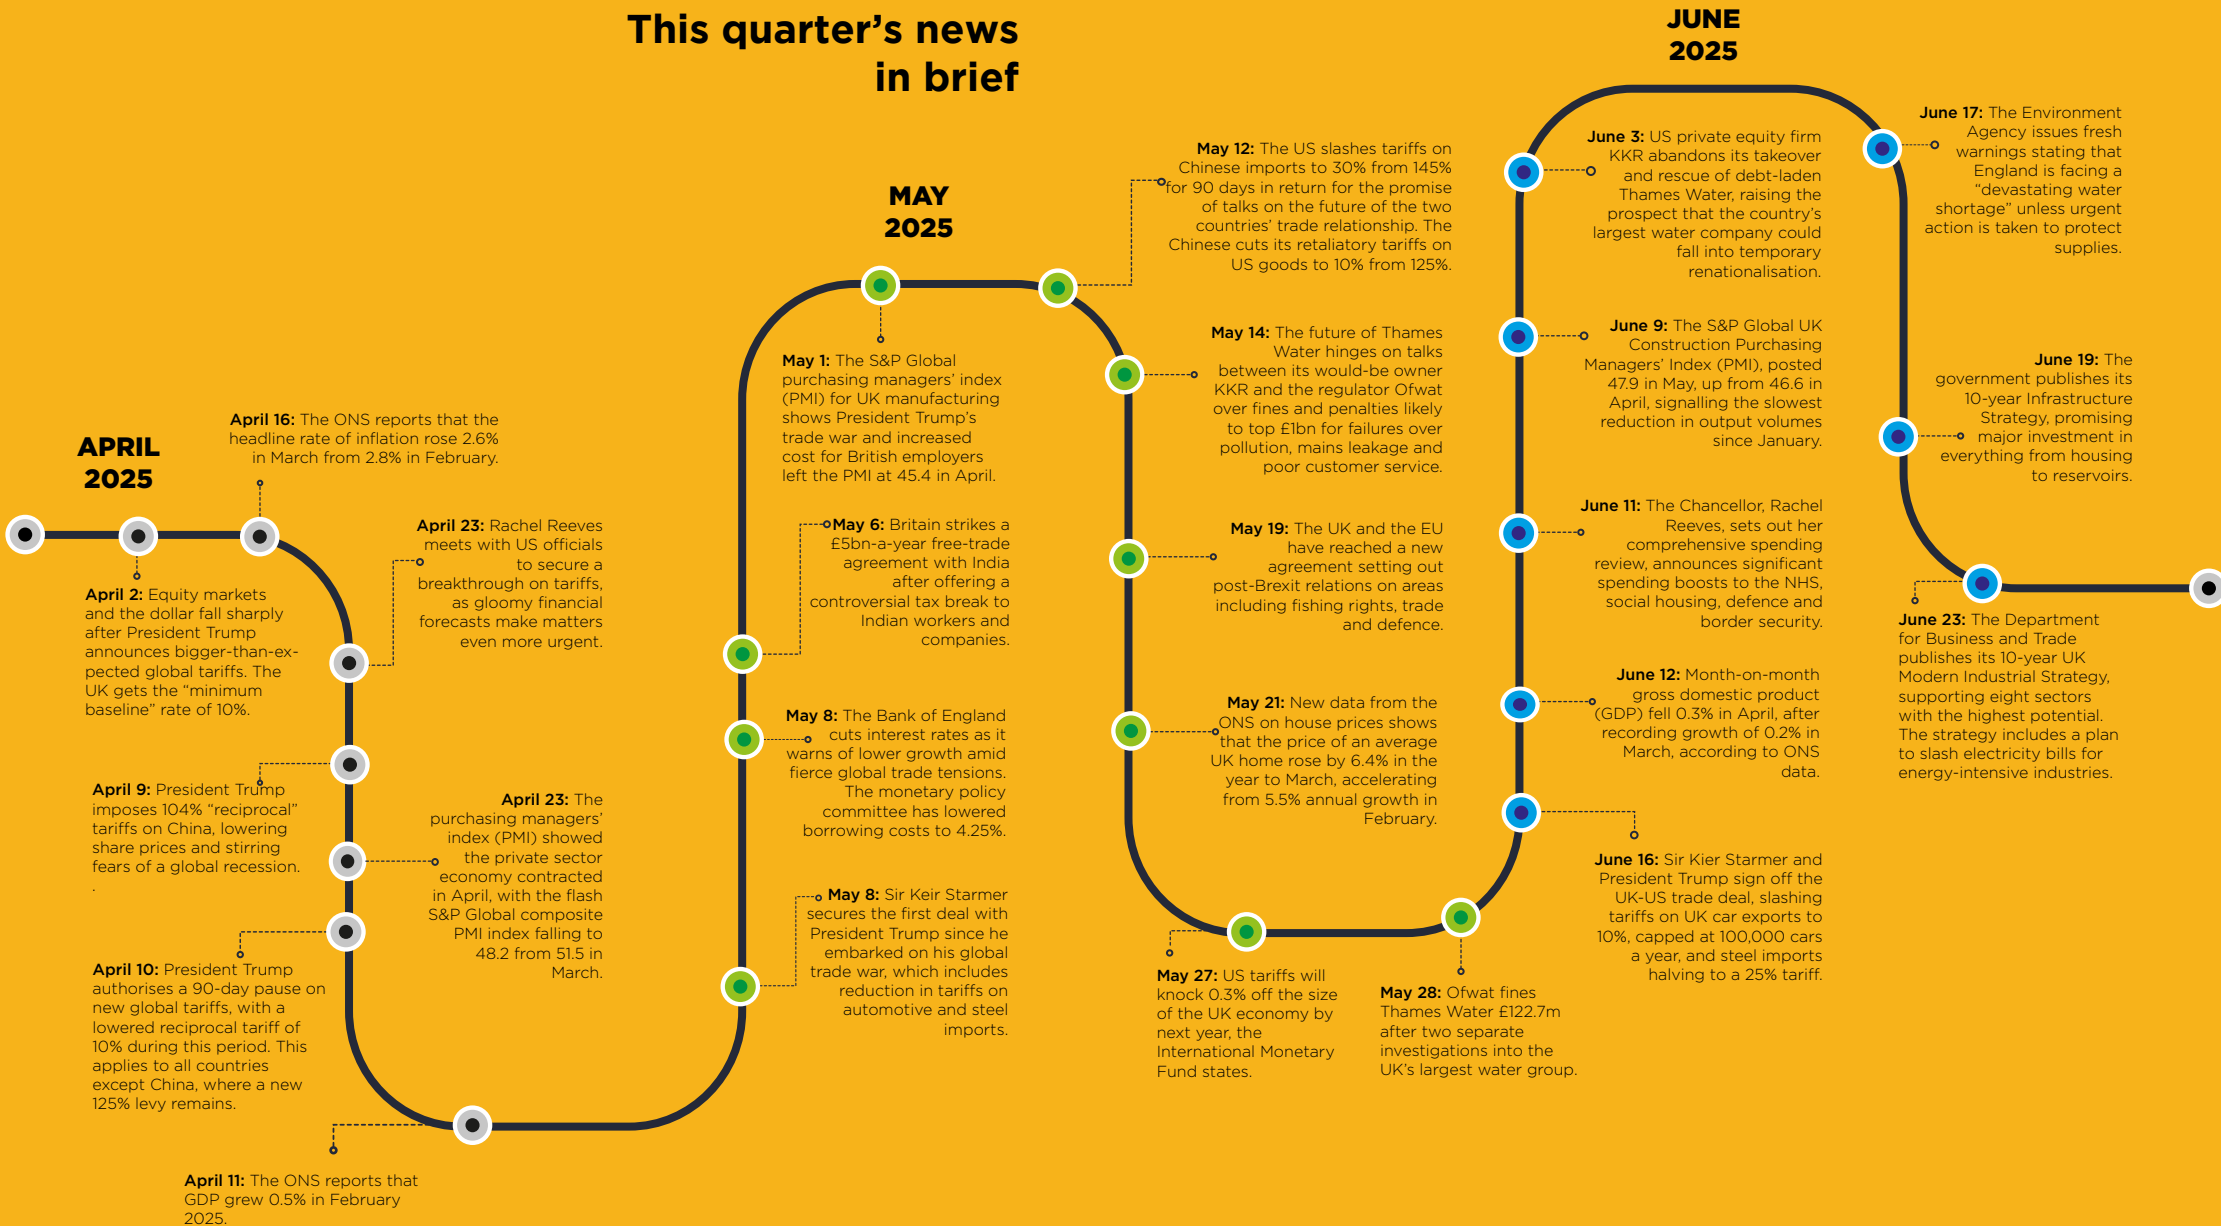 This quarter's news
in brief
APRIL
2025
April 2: Equity markets
and the dollar fall sharply
after President Trump
announces bigger-than-ex-
pected global tariffs. The
UK gets the “minimum
baseline” rate of 10%.
April 9: President Trump
imposes 104% “reciprocal”
tariffs on China, lowering
share prices and stirring
fears of a global recession.
.
April 10: President Trump
authorises a 90-day pause on
new global tariffs, with a
lowered reciprocal tariff of
10% during this period. This
applies to all countries
except China, where a new
125% levy remains.
April 11: The ONS reports that
GDP grew 0.5% in February
2025.
April 16: The ONS reports that the
headline rate of inflation rose 2.6%
in March from 2.8% in February.
April 23: Rachel Reeves
meets with US officials
to secure a
breakthrough on tariffs,
as gloomy financial
forecasts make matters
even more urgent.
April 23: The
purchasing managers’
index (PMI) showed
the private sector
economy contracted
in April, with the flash
S&P Global composite
PMI index falling to
48.2 from 51.5 in
March.
MAY
2025
May 1: The S&P Global
purchasing managers’ index
(PMI) for UK manufacturing
shows President Trump’s
trade war and increased
cost for British employers
left the PMI at 45.4 in April.
May 6: Britain strikes a
£5bn-a-year free-trade
agreement with India
after offering a
controversial tax break to
Indian workers and
companies.
May 8: The Bank of England
cuts interest rates as it
warns of lower growth amid
fierce global trade tensions.
The monetary policy
committee has lowered
borrowing costs to 4.25%.
May 8: Sir Keir Starmer
secures the first deal with
President Trump since he
embarked on his global
trade war, which includes
reduction in tariffs on
automotive and steel
imports.
May 12: The US slashes tariffs on
Chinese imports to 30% from 145%
for 90 days in return for the promise
of talks on the future of the two
countries’ trade relationship. The
Chinese cuts its retaliatory tariffs on
US goods to 10% from 125%.
May 14: The future of Thames
Water hinges on talks
between its would-be owner
KKR and the regulator Ofwat
over fines and penalties likely
to top £1bn for failures over
pollution, mains leakage and
poor customer service.
May 19: The UK and the EU
have reached a new
agreement setting out
post-Brexit relations on areas
including fishing rights, trade
and defence.
May 21: New data from the
ONS on house prices shows
that the price of an average
UK home rose by 6.4% in the
year to March, accelerating
from 5.5% annual growth in
February.
May 27: US tariffs will
knock 0.3% off the size
of the UK economy by
next year, the
International Monetary
Fund states.
May 28: Ofwat fines
Thames Water £122.7m
after two separate
investigations into the
UK’s largest water group.
JUNE
2025
June 3: US private equity firm
KKR abandons its takeover
and rescue of debt-laden
Thames Water, raising the
prospect that the country’s
largest water company could
fall into temporary
renationalisation.
June 9: The S&P Global UK
Construction Purchasing
Managers’ Index (PMI), posted
47.9 in May, up from 46.6 in
April, signalling the slowest
reduction in output volumes
since January.
June 11: The Chancellor, Rachel
Reeves, sets out her
comprehensive spending
review, announces significant
spending boosts to the NHS,
social housing, defence and
border security.
June 12: Month-on-month
gross domestic product
(GDP) fell 0.3% in April, after
recording growth of 0.2% in
March, according to ONS
data.
June 16: Sir Kier Starmer and
President Trump sign off the
UK-US trade deal, slashing
tariffs on UK car exports to
10%, capped at 100,000 cars
a year, and steel imports
halving to a 25% tariff.
June 17: The Environment
Agency issues fresh
warnings stating that
England is facing a
“devastating water
shortage” unless urgent
action is taken to protect
supplies.
June 19: The
government publishes its
10-year Infrastructure
Strategy, promising
major investment in
everything from housing
to reservoirs.
June 23: The Department
for Business and Trade
publishes its 10-year UK
Modern Industrial Strategy,
supporting eight sectors
with the highest potential.
The strategy includes a plan
to slash electricity bills for
energy-intensive industries.